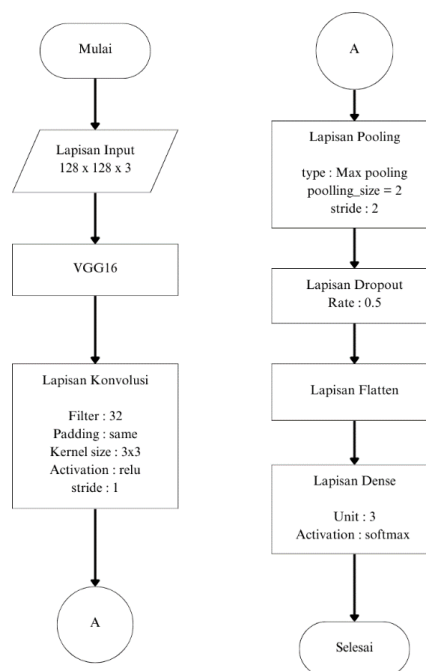 Mulai
Lapisan Input
128 x 128 x 3
VGG16
Lapisan Konvolusi
Filter : 32
Padding : same
Kernel size : 3x3
Activation : relu
stride : 1
A
A
Lapisan Pooling
type : Max pooling
poolling_size = 2
stride : 2
Lapisan Dropout
Rate : 0.5
Lapisan Flatten
Lapisan Dense
Unit : 3
Activation : softmax
Selesai